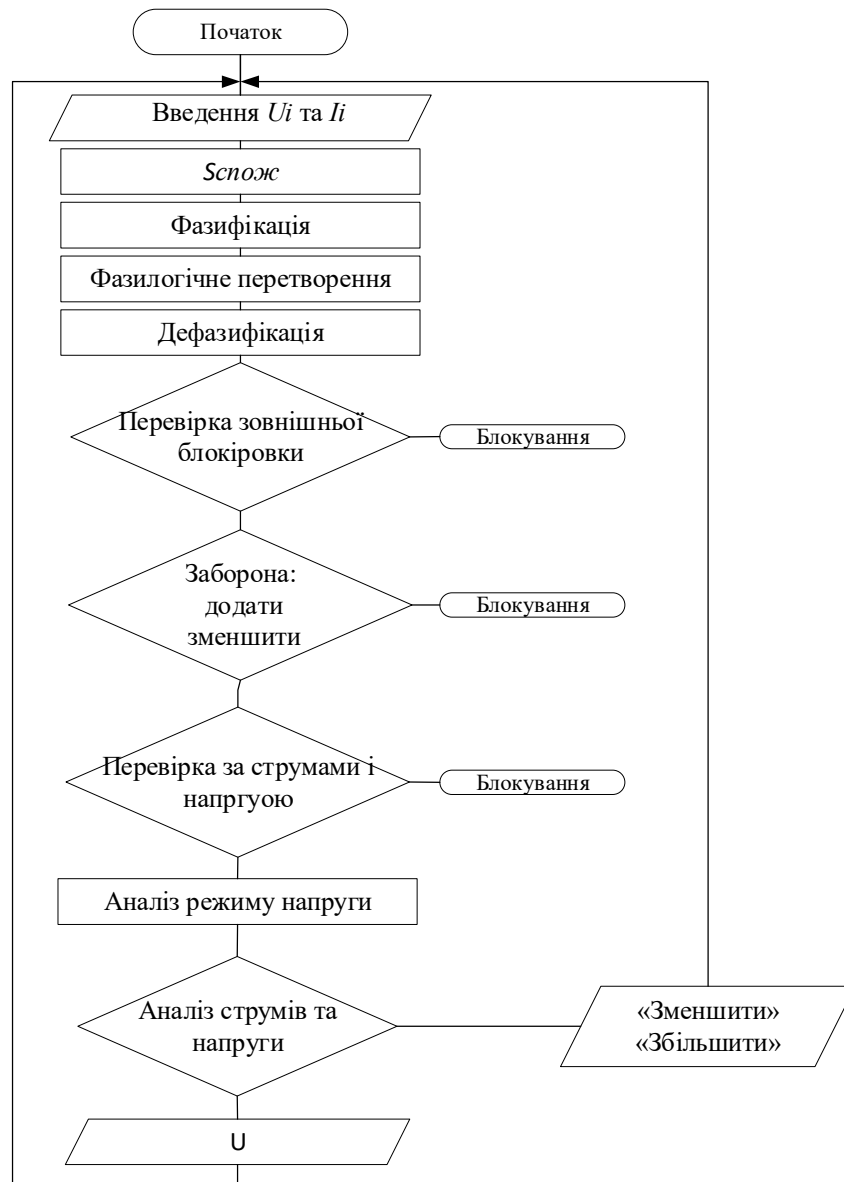 Початок
Введення Ui та Ii
Sспож
Фазифікація
Фазилогічне перетворення
Дефазифікація
Перевірка зовнішньої
блокіровки
Блокування
Заборона:
додати
зменшити
Блокування
Перевірка за струмами і
напргуою
Блокування
Аналіз режиму напруги
Аналіз струмів та
напруги
«Зменшити»
«Збільшити»
U